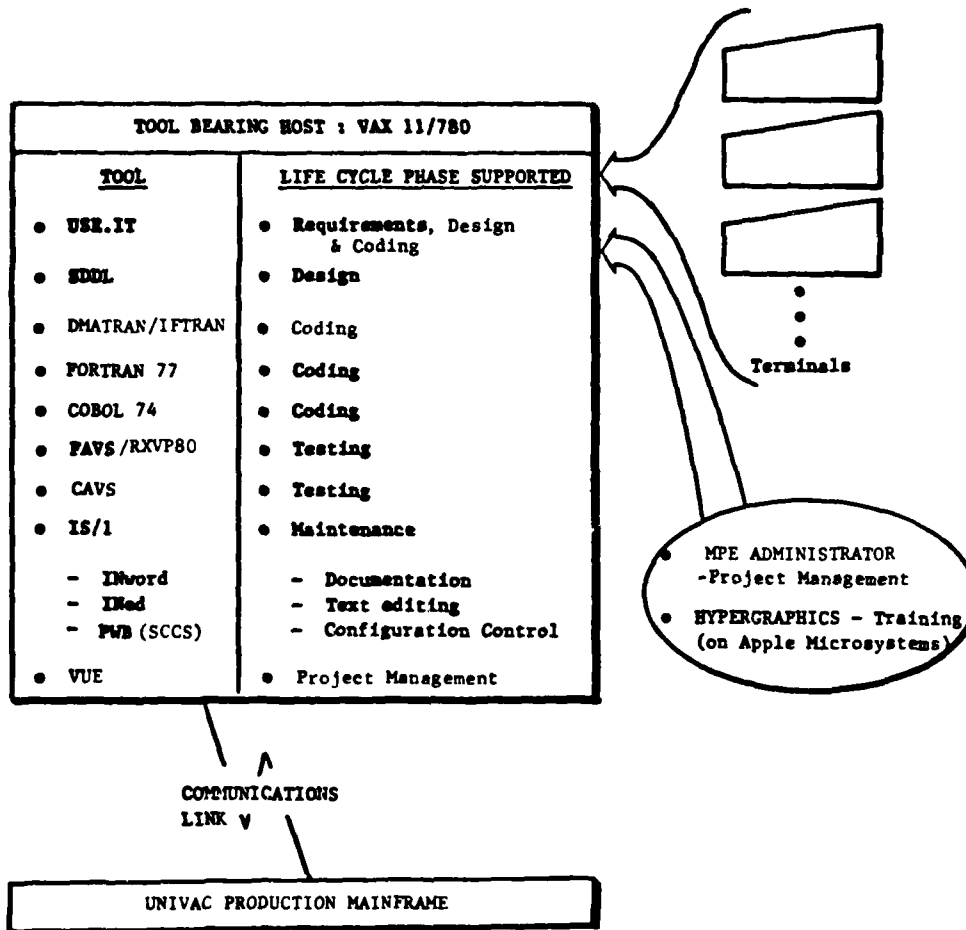 TOOL BEARING HOST : VAX 11/780
TOOL
LIFE CYCLE PHASE SUPPORTED
● USE.IT
● Requirements, Design
& Coding
● SDDL
● Design
● DMATRAN/IFTRAN
● Coding
● FORTRAN 77
● Coding
● COBOL 74
● Coding
● FAVS/RXVP80
● Testing
● CAVS
● Testing
● IS/1
● Maintenance
- INword
- Documentation
- INed
- Text editing
- PWB (SCCS)
- Configuration Control
● VUE
● Project Management
Terminals
● MPE ADMINISTRATOR
-Project Management
● HYPERGRAPHICS - Training
(on Apple Microsystems)
COMMUNICATIONS
LINK
UNIVAC PRODUCTION MAINFRAME